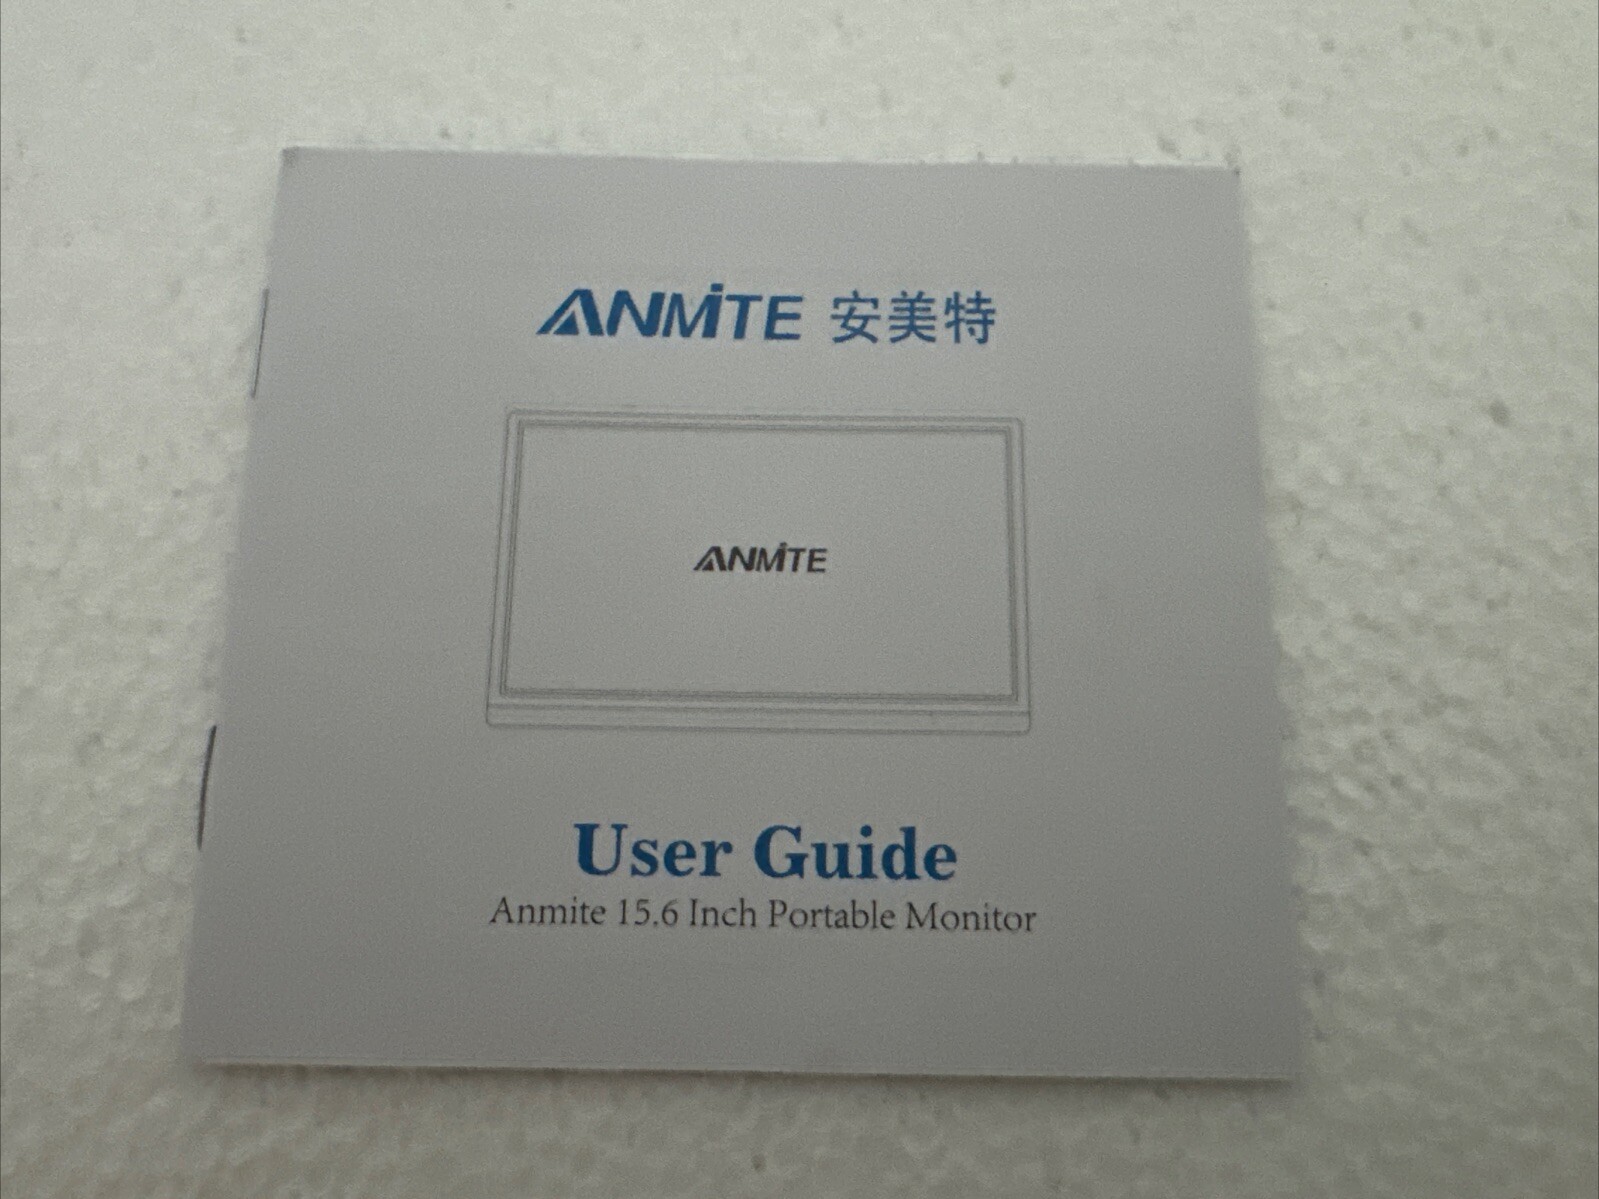 ANMITE 安美特
ANMITE
User Guide
Anmite 15.6 Inch Portable Monitor